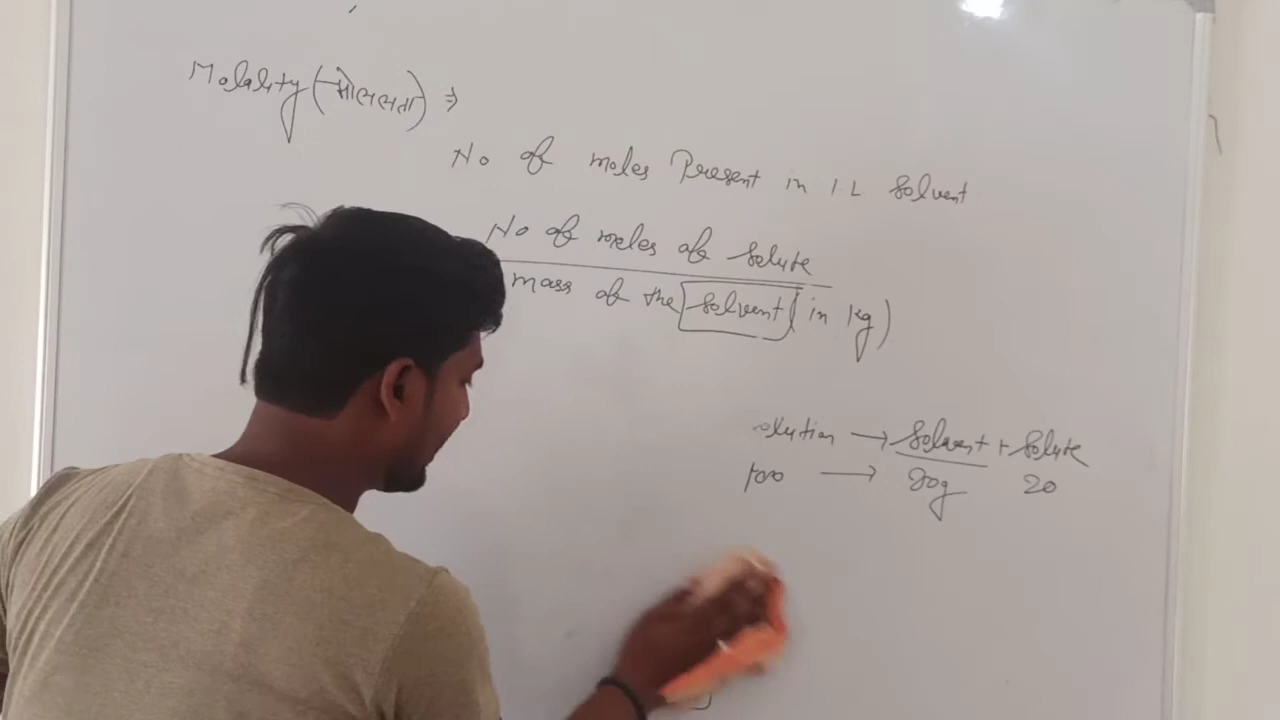 Molality (मोललता) ⇒
No of moles Present in 1 L Solvent
No of moles of Solute
mass of the Solvent (in kg)
solution → Solvent + Solute
100 → 80g 20